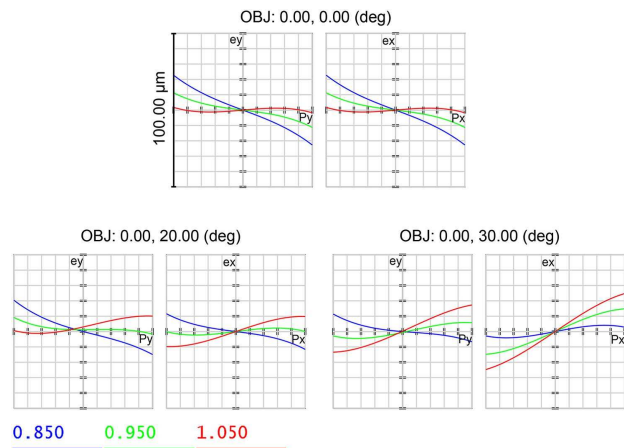 OBJ: 0.00, 0.00 (deg)
ey
ex
100.00 μm
Py
Px
OBJ: 0.00, 20.00 (deg)
OBJ: 0.00, 30.00 (deg)
ey
ex
ey
ex
Py
Px
Py
Px
0.850 0.950 1.050